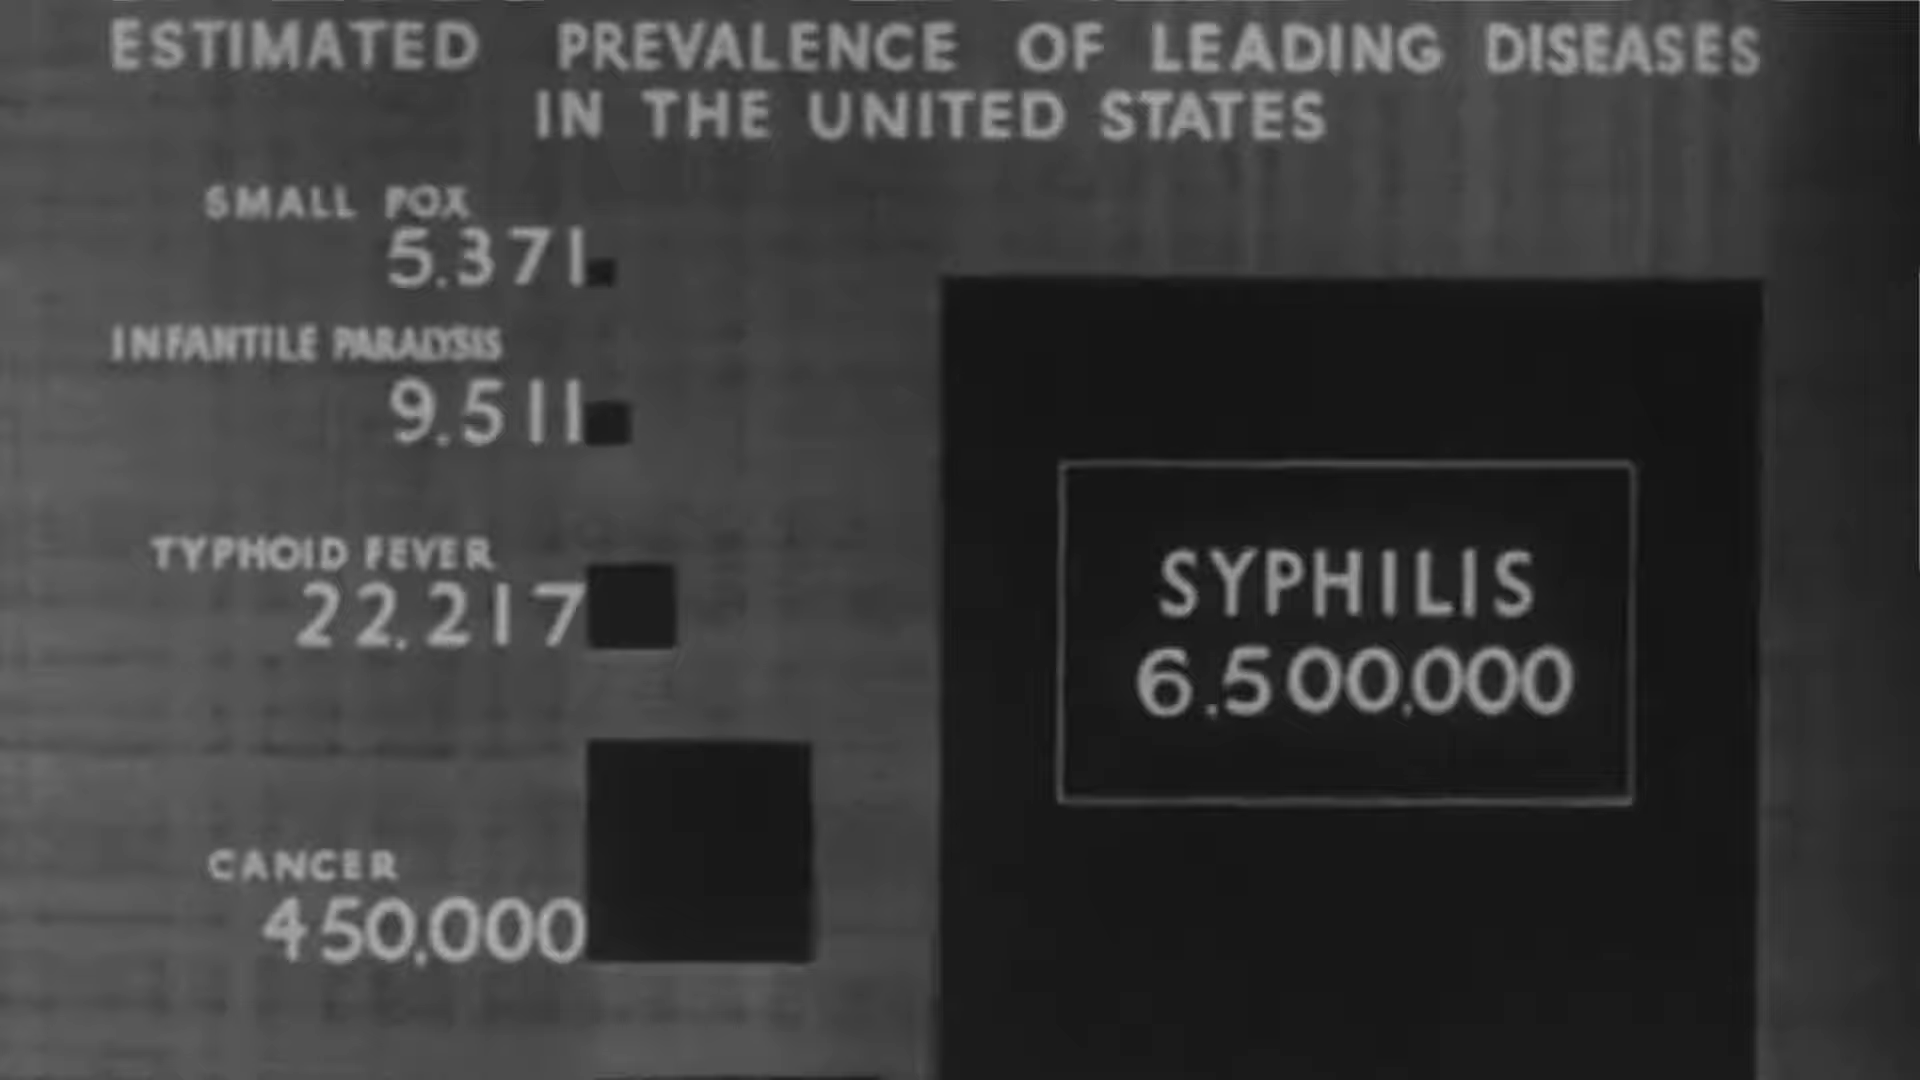 ESTIMATED PREVALENCE OF LEADING DISEASES
IN THE UNITED STATES
SMALL POX
5.371
INFANTILE PARALYSIS
9.511
TYPHOID FEVER
22.217
CANCER
450,000
SYPHILIS
6.500,000